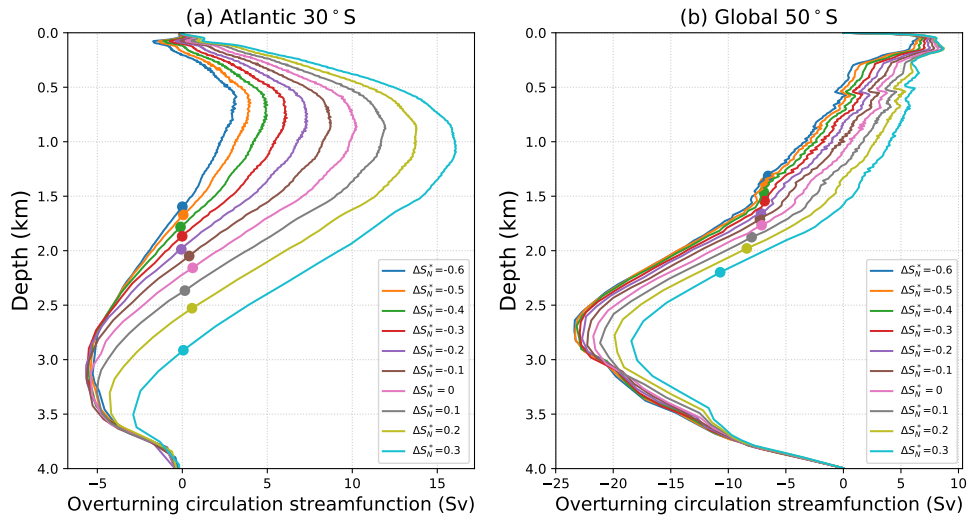 (a) Atlantic 30°S
0.0
0.5
1.0
1.5
2.0
2.5
3.0
3.5
4.0
Depth (km)
−5
0
5
10
15
Overturning circulation streamfunction (Sv)
ΔS*N=-0.6
ΔS*N=-0.5
ΔS*N=-0.4
ΔS*N=-0.3
ΔS*N=-0.2
ΔS*N=-0.1
ΔS*N=0
ΔS*N=0.1
ΔS*N=0.2
ΔS*N=0.3
(b) Global 50°S
0.0
0.5
1.0
1.5
2.0
2.5
3.0
3.5
4.0
Depth (km)
−25
−20
−15
−10
−5
0
5
10
Overturning circulation streamfunction (Sv)
ΔS*N=-0.6
ΔS*N=-0.5
ΔS*N=-0.4
ΔS*N=-0.3
ΔS*N=-0.2
ΔS*N=-0.1
ΔS*N=0
ΔS*N=0.1
ΔS*N=0.2
ΔS*N=0.3